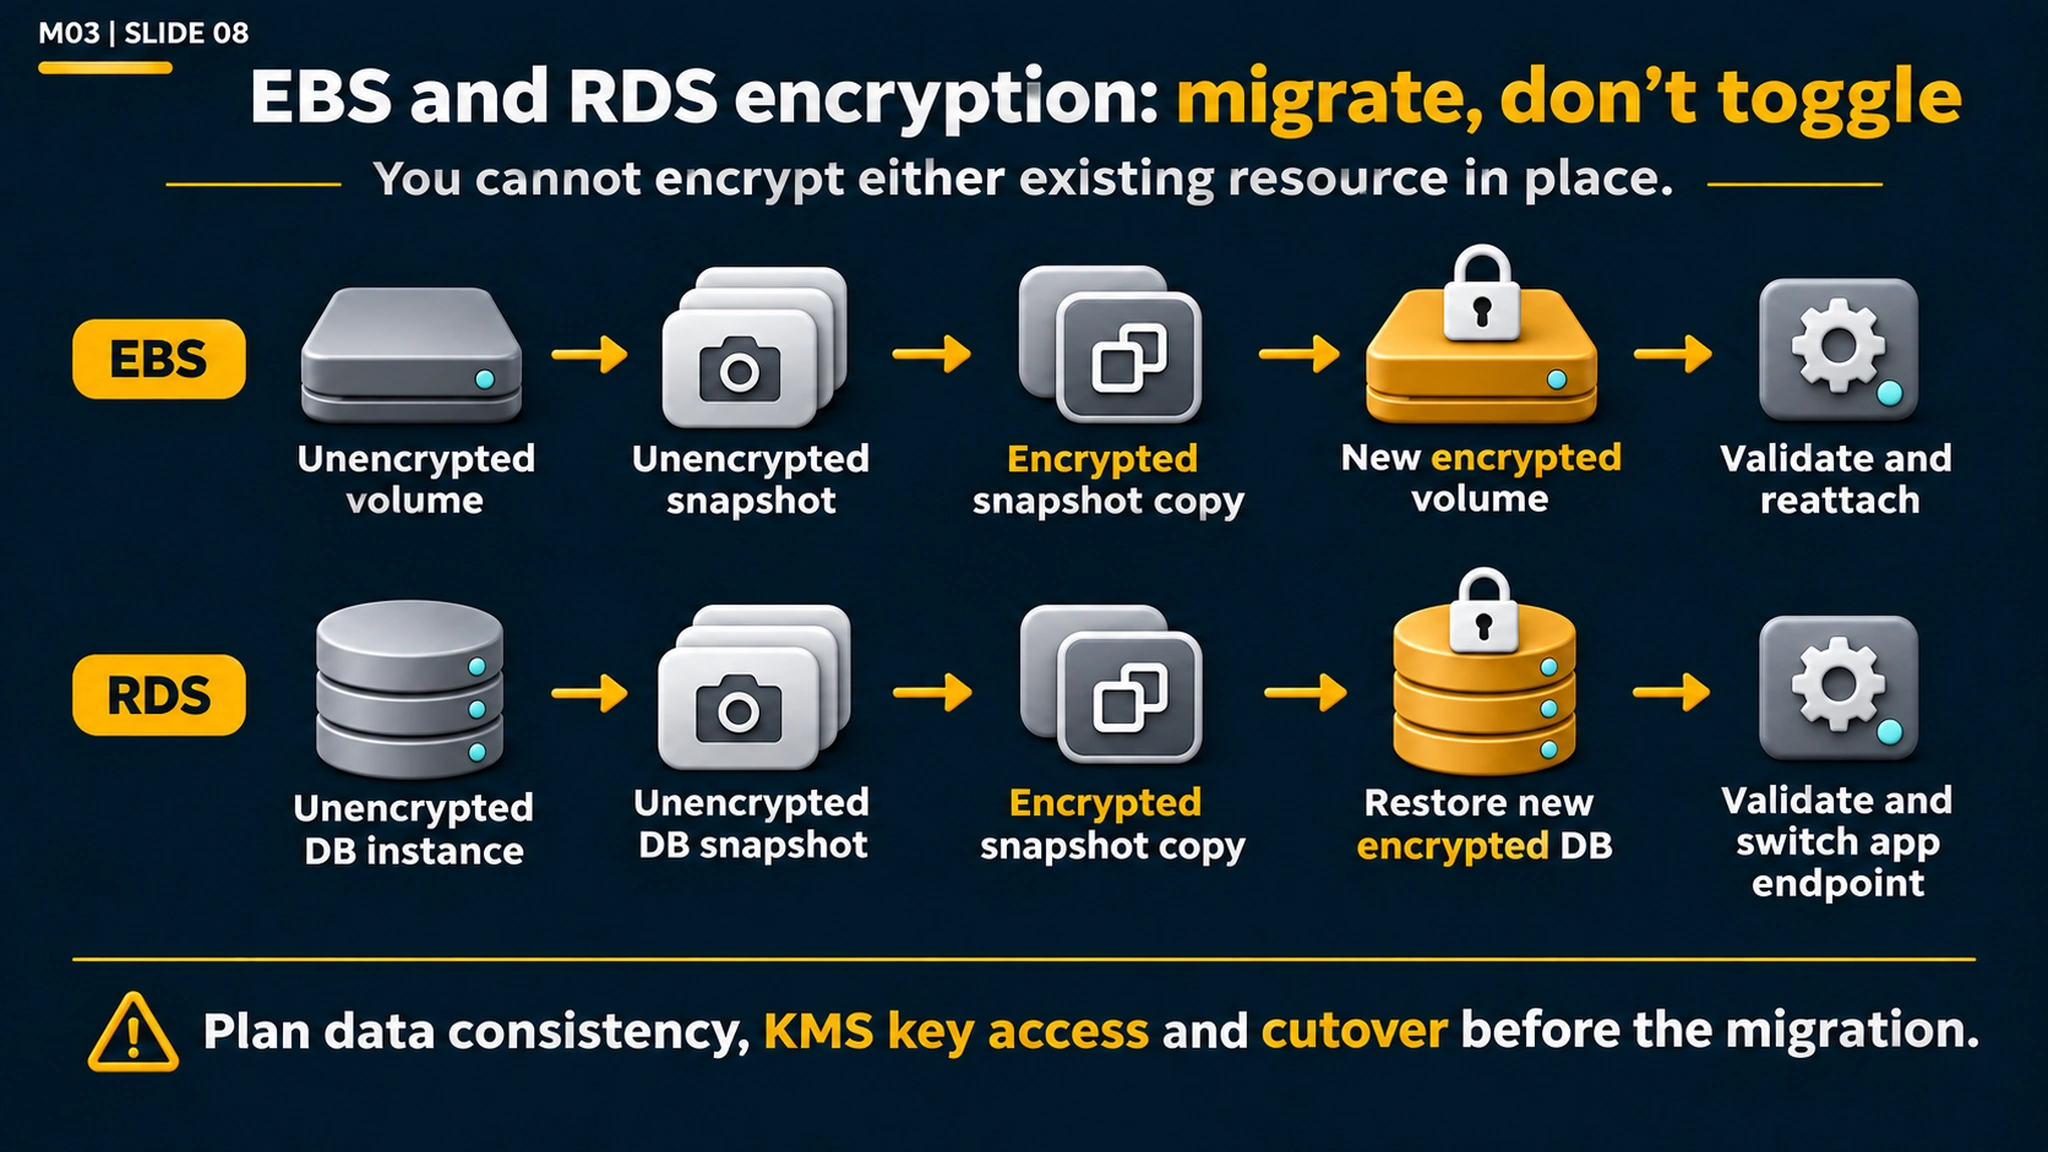 M03 | SLIDE 08
EBS and RDS encryption: migrate, don’t toggle
You cannot encrypt either existing resource in place.
EBS
Unencrypted
volume
Unencrypted
snapshot
Encrypted
snapshot copy
New encrypted
volume
Validate and
reattach
RDS
Unencrypted
DB instance
Unencrypted
DB snapshot
Encrypted
snapshot copy
Restore new
encrypted DB
Validate and
switch app
endpoint
Plan data consistency, KMS key access and cutover before the migration.